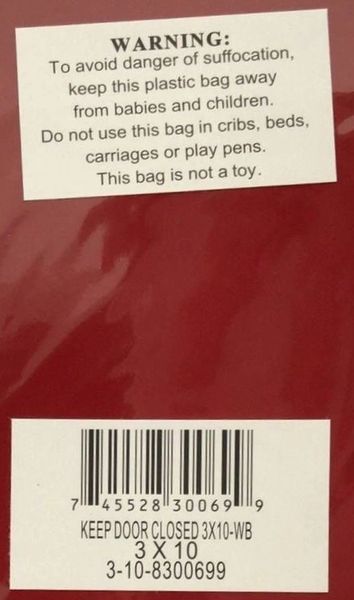 WARNING:
To avoid danger of suffocation,
keep this plastic bag away
from babies and children.
Do not use this bag in cribs, beds,
carriages or play pens.
This bag is not a toy.
7 45528 30069 9
KEEP DOOR CLOSED 3X10-WB
3 X 10
3-10-8300699